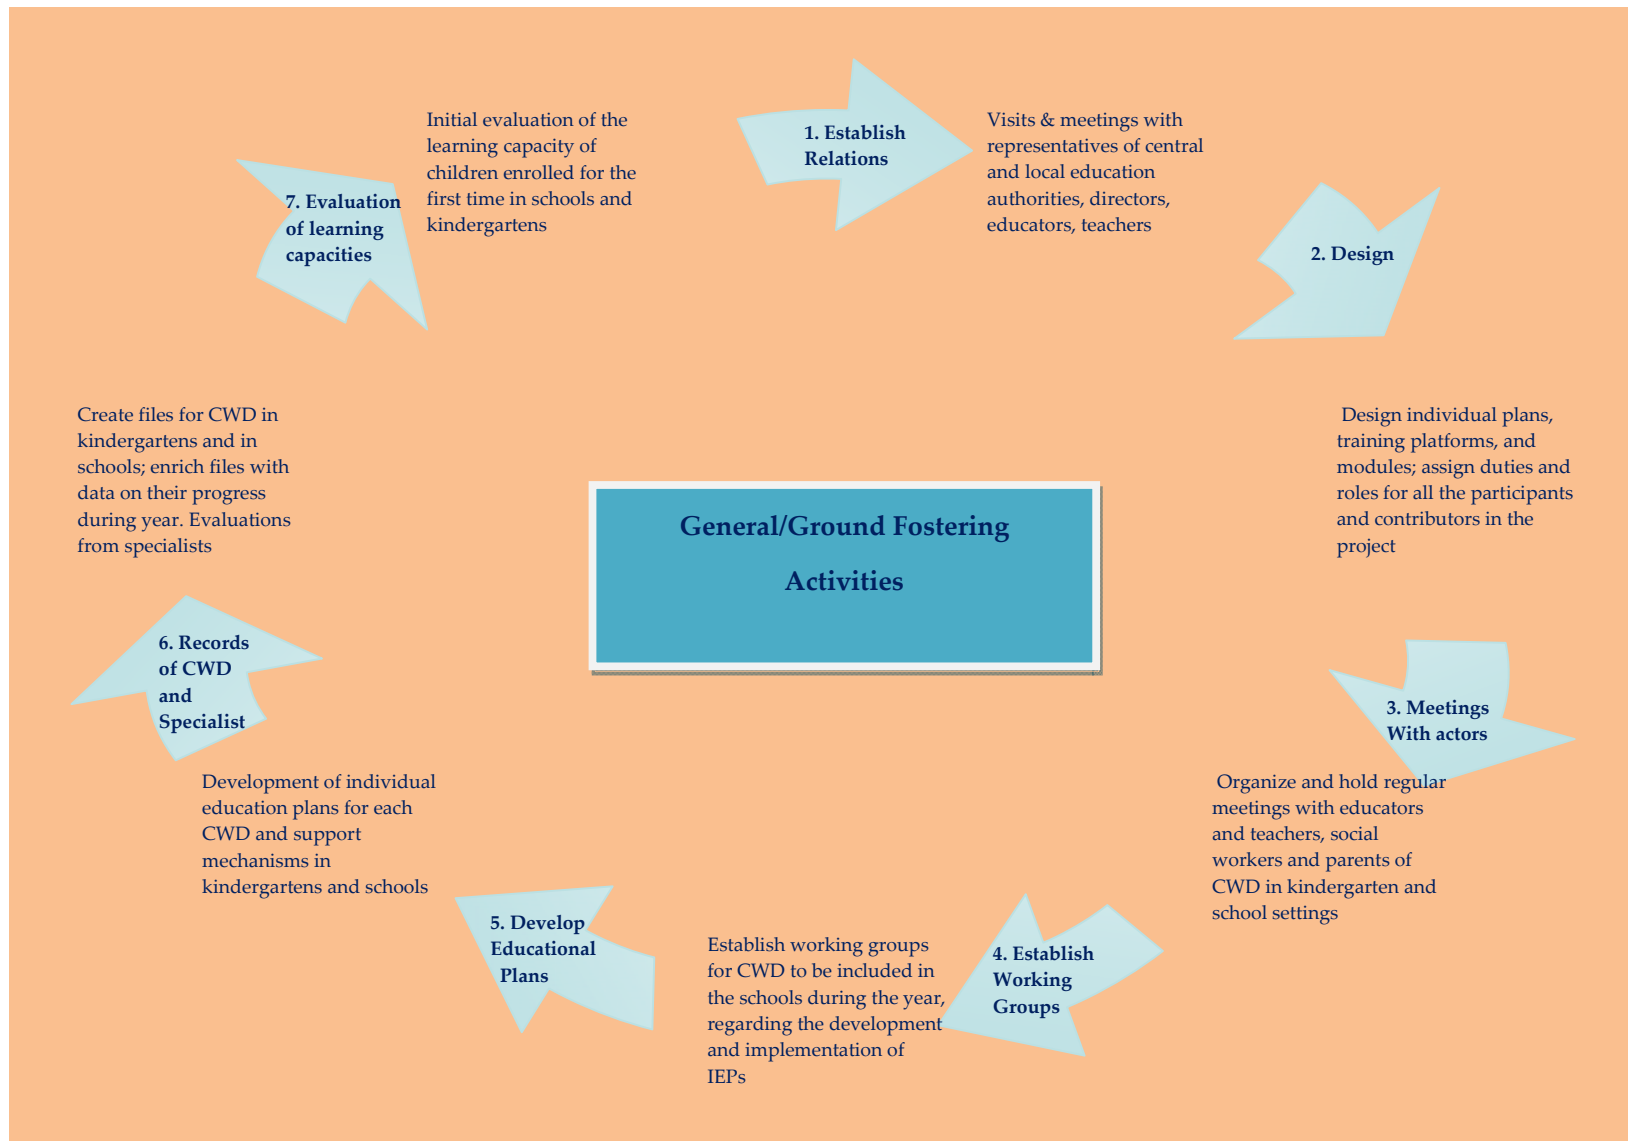 1. Establish
Relations
Visits & meetings with
representatives of central
and local education
authorities, directors,
educators, teachers
2. Design
Design individual plans,
training platforms, and
modules; assign duties and
roles for all the participants
and contributors in the
project
3. Meetings
With actors
Organize and hold regular
meetings with educators
and teachers, social
workers and parents of
CWD in kindergarten and
school settings
4. Establish
Working
Groups
Establish working groups
for CWD to be included in
the schools during the year,
regarding the development
and implementation of
IEPs
5. Develop
Educational
Plans
Development of individual
education plans for each
CWD and support
mechanisms in
kindergartens and schools
6. Records
of CWD
and
Specialist
Create files for CWD in
kindergartens and in
schools; enrich files with
data on their progress
during year. Evaluations
from specialists
7. Evaluation
of learning
capacities
Initial evaluation of the
learning capacity of
children enrolled for the
first time in schools and
kindergartens
General/Ground Fostering
Activities